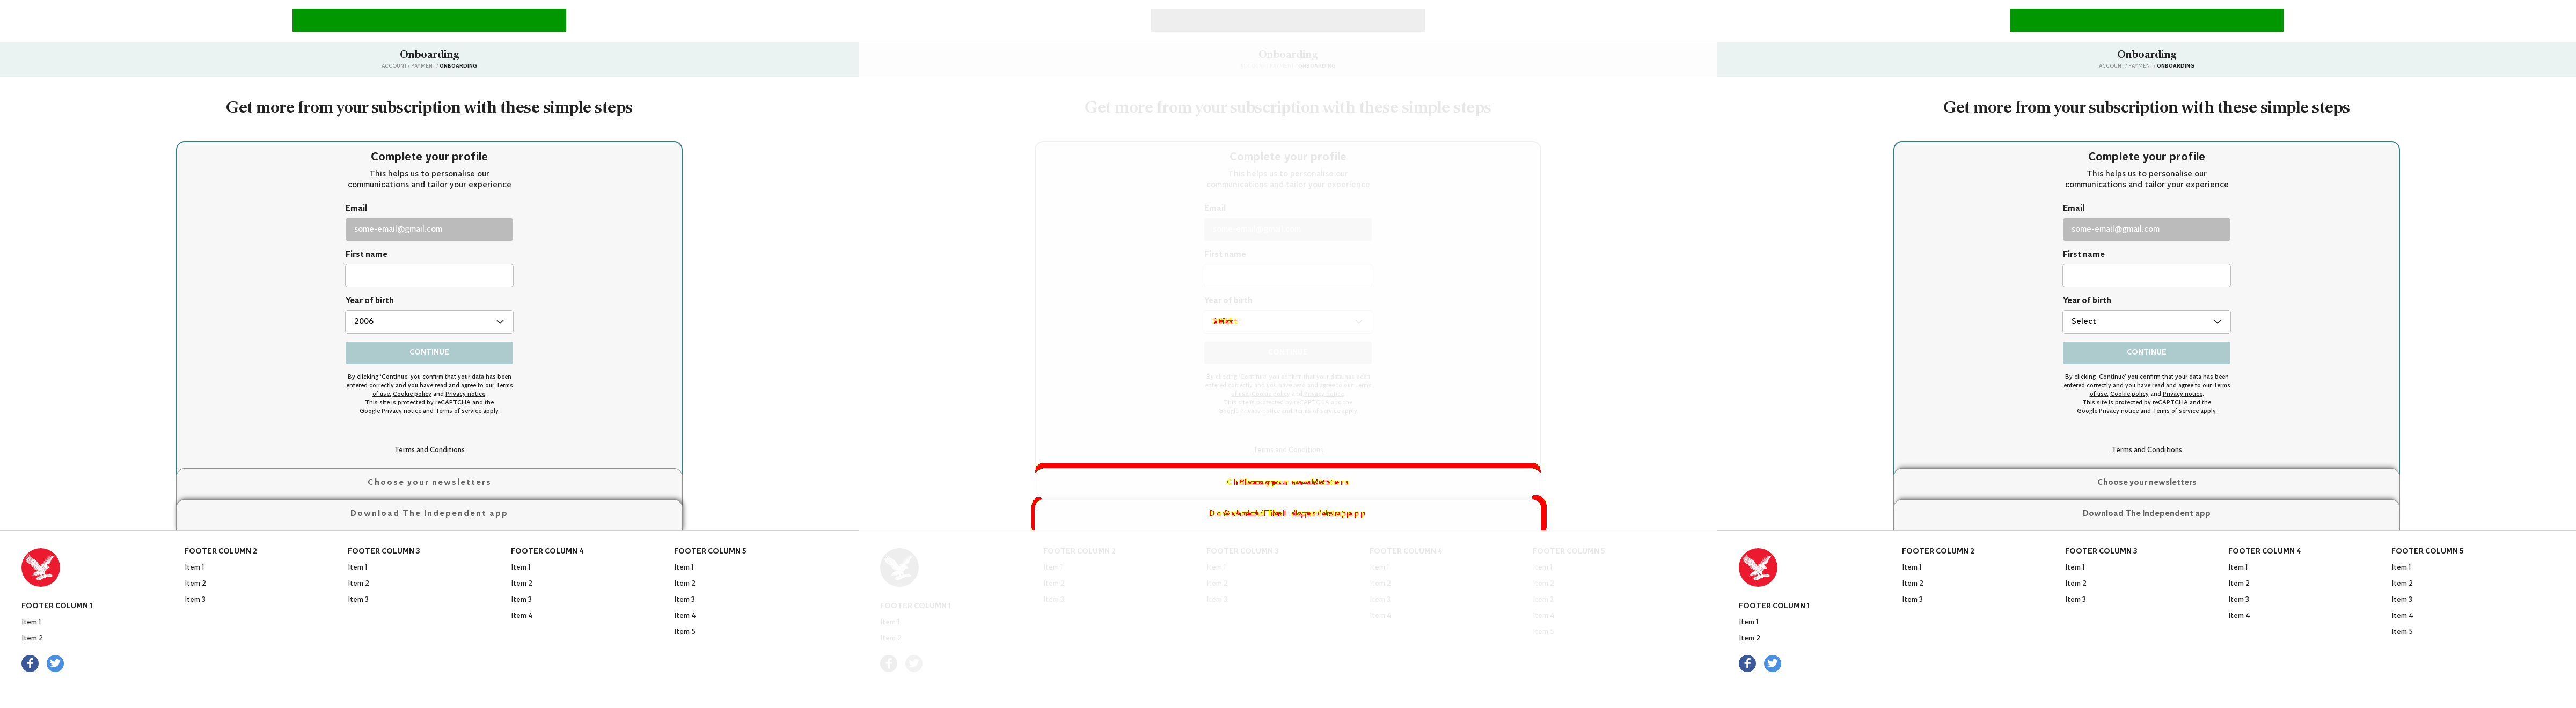 Onboarding
ACCOUNT / PAYMENT / ONBOARDING
Get more from your subscription with these simple steps
Complete your profile
This helps us to personalise our
communications and tailor your experience
Email
some-email@gmail.com
First name
Year of birth
2006
CONTINUE
By clicking ‘Continue’ you confirm that your data has been
entered correctly and you have read and agree to our Terms
of use, Cookie policy and Privacy notice.
This site is protected by reCAPTCHA and the
Google Privacy notice and Terms of service apply.
Terms and Conditions
Choose your newsletters
Download The Independent app
FOOTER COLUMN 1
Item 1
Item 2
FOOTER COLUMN 2
Item 1
Item 2
Item 3
FOOTER COLUMN 3
Item 1
Item 2
Item 3
FOOTER COLUMN 4
Item 1
Item 2
Item 3
Item 4
FOOTER COLUMN 5
Item 1
Item 2
Item 3
Item 4
Item 5
Onboarding
Get more from your subscription with these simple steps
Complete your profile
This helps us to personalise our
communications and tailor your experience
Email
First name
Year of birth
By clicking ‘Continue’ you confirm that your data has been
entered correctly and you have read and agree to our Terms
of use, Cookie policy and Privacy notice.
This site is protected by reCAPTCHA and the
Google Privacy notice and Terms of service apply.
Terms and Conditions
FOOTER COLUMN 1
Item 1
Item 2
FOOTER COLUMN 2
Item 1
Item 2
Item 3
FOOTER COLUMN 3
Item 1
Item 2
Item 3
FOOTER COLUMN 4
Item 1
Item 2
Item 3
Item 4
FOOTER COLUMN 5
Item 1
Item 2
Item 3
Item 4
Item 5
Onboarding
ACCOUNT / PAYMENT / ONBOARDING
Get more from your subscription with these simple steps
Complete your profile
This helps us to personalise our
communications and tailor your experience
Email
some-email@gmail.com
First name
Year of birth
Select
CONTINUE
By clicking ‘Continue’ you confirm that your data has been
entered correctly and you have read and agree to our Terms
of use, Cookie policy and Privacy notice.
This site is protected by reCAPTCHA and the
Google Privacy notice and Terms of service apply.
Terms and Conditions
Choose your newsletters
Download The Independent app
FOOTER COLUMN 1
Item 1
Item 2
FOOTER COLUMN 2
Item 1
Item 2
Item 3
FOOTER COLUMN 3
Item 1
Item 2
Item 3
FOOTER COLUMN 4
Item 1
Item 2
Item 3
Item 4
FOOTER COLUMN 5
Item 1
Item 2
Item 3
Item 4
Item 5